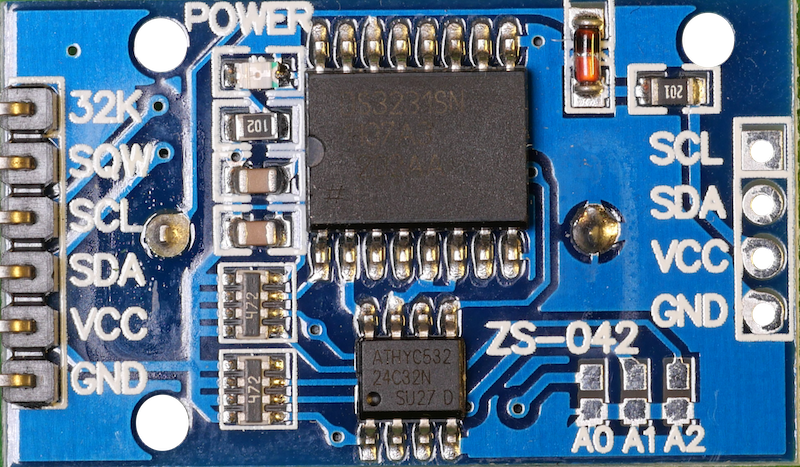 POWER
32K
SQW
SCL
SDA
VCC
GND
102
3231SN
#
472
472
ATHYC532
24C32N
SU27 D
201
SCL
SDA
VCC
GND
ZS-042
A0 A1 A2